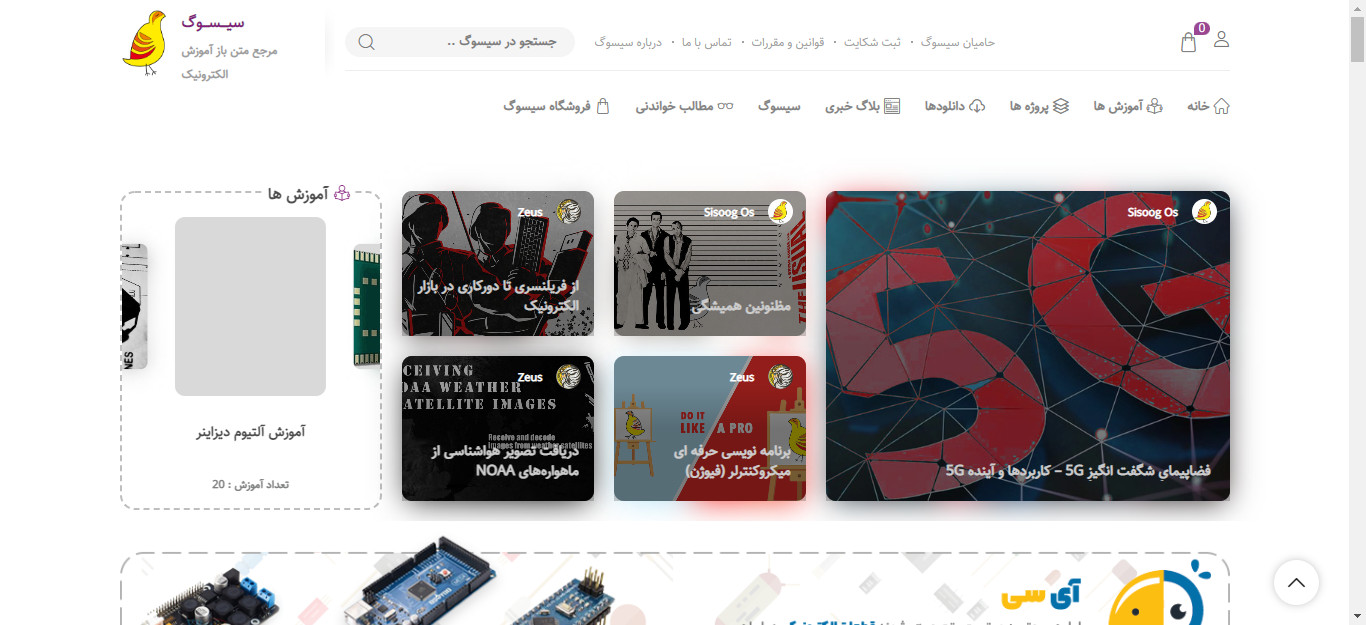 سیـسـوگ
مرجع متن باز آموزش
الکترونیک
جستجو در سیسوگ ..
حامیان سیسوگ • ثبت شکایت • قوانین و مقررات • تماس با ما • درباره سیسوگ
0
خانه آموزش ها پروژه ها دانلودها بلاگ خبری سیسوگ مطالب خواندنی فروشگاه سیسوگ
Sisoog Os
5G
فضاپیمایِ شگفت انگیزِ 5G – کاربردها و آینده 5G
Sisoog Os
مظنونین همیشگی
Zeus
از فریلنسری تا دورکاری در بازار
الکترونیک
Zeus
DO IT
LIKE A PRO
برنامه نویسی حرفه ای
میکروکنترلر (فیوژن)
CEIVING
OAA WEATHER
ATELLITE IMAGES
Zeus
Receive and decode
images from weather satellites
دریافت تصویر هواشناسی از
ماهواره‌های NOAA
آموزش ها
آموزش آلتیوم دیزاینر
تعداد آموزش : 20
آی سی